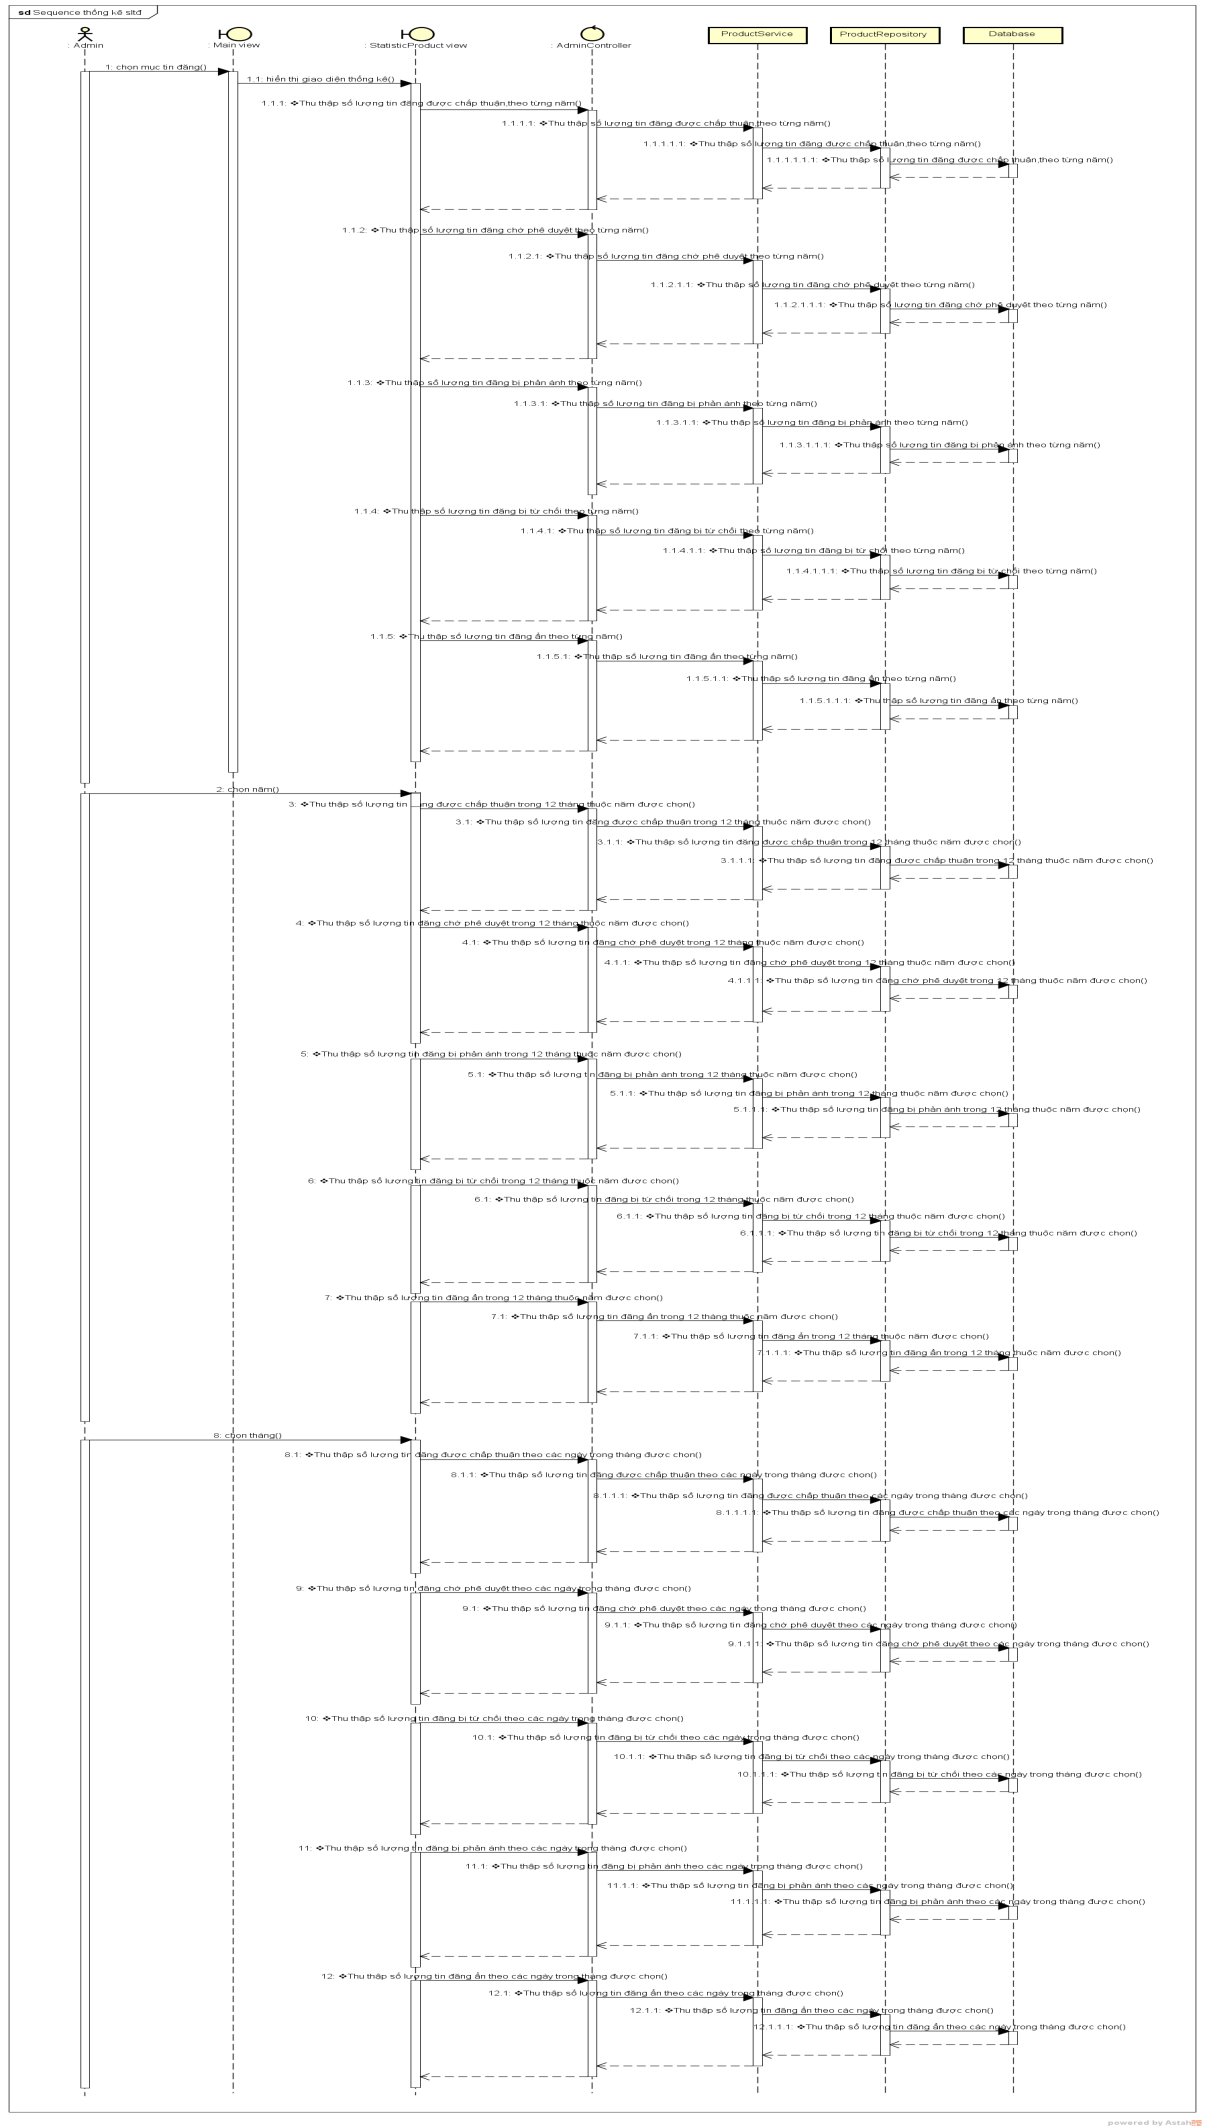 sd Sequence thống kê sltđ
: Admin
: Main view
: StatisticProduct view
: AdminController
ProductService
ProductRepository
Database
1: chọn mục tin đăng()
1.1: hiển thị giao diện thống kê()
1.1.1: ❖Thu thập số lượng tin đăng được chấp thuận,theo từng năm()
1.1.1.1: ❖Thu thập số lượng tin đăng được chấp thuận,theo từng năm()
1.1.1.1.1: ❖Thu thập số lượng tin đăng được chấp thuận,theo từng năm()
1.1.1.1.1.1: ❖Thu thập số lượng tin đăng được chấp thuận,theo từng năm()
1.1.2: ❖Thu thập số lượng tin đăng chờ phê duyệt theo từng năm()
1.1.2.1: ❖Thu thập số lượng tin đăng chờ phê duyệt theo từng năm()
1.1.2.1.1: ❖Thu thập số lượng tin đăng chờ phê duyệt theo từng năm()
1.1.2.1.1.1: ❖Thu thập số lượng tin đăng chờ phê duyệt theo từng năm()
1.1.3: ❖Thu thập số lượng tin đăng bị phản ánh theo từng năm()
1.1.3.1: ❖Thu thập số lượng tin đăng bị phản ánh theo từng năm()
1.1.3.1.1: ❖Thu thập số lượng tin đăng bị phản ánh theo từng năm()
1.1.3.1.1.1: ❖Thu thập số lượng tin đăng bị phản ánh theo từng năm()
1.1.4: ❖Thu thập số lượng tin đăng bị từ chối theo từng năm()
1.1.4.1: ❖Thu thập số lượng tin đăng bị từ chối theo từng năm()
1.1.4.1.1: ❖Thu thập số lượng tin đăng bị từ chối theo từng năm()
1.1.4.1.1.1: ❖Thu thập số lượng tin đăng bị từ chối theo từng năm()
1.1.5: ❖Thu thập số lượng tin đăng ẩn theo từng năm()
1.1.5.1: ❖Thu thập số lượng tin đăng ẩn theo từng năm()
1.1.5.1.1: ❖Thu thập số lượng tin đăng ẩn theo từng năm()
1.1.5.1.1.1: ❖Thu thập số lượng tin đăng ẩn theo từng năm()
2: chọn năm()
3: ❖Thu thập số lượng tin đăng được chấp thuận trong 12 tháng thuộc năm được chọn()
3.1: ❖Thu thập số lượng tin đăng được chấp thuận trong 12 tháng thuộc năm được chọn()
3.1.1: ❖Thu thập số lượng tin đăng được chấp thuận trong 12 tháng thuộc năm được chọn()
3.1.1.1: ❖Thu thập số lượng tin đăng được chấp thuận trong 12 tháng thuộc năm được chọn()
4: ❖Thu thập số lượng tin đăng chờ phê duyệt trong 12 tháng thuộc năm được chọn()
4.1: ❖Thu thập số lượng tin đăng chờ phê duyệt trong 12 tháng thuộc năm được chọn()
4.1.1: ❖Thu thập số lượng tin đăng chờ phê duyệt trong 12 tháng thuộc năm được chọn()
4.1.1.1: ❖Thu thập số lượng tin đăng chờ phê duyệt trong 12 tháng thuộc năm được chọn()
5: ❖Thu thập số lượng tin đăng bị phản ánh trong 12 tháng thuộc năm được chọn()
5.1: ❖Thu thập số lượng tin đăng bị phản ánh trong 12 tháng thuộc năm được chọn()
5.1.1: ❖Thu thập số lượng tin đăng bị phản ánh trong 12 tháng thuộc năm được chọn()
5.1.1.1: ❖Thu thập số lượng tin đăng bị phản ánh trong 12 tháng thuộc năm được chọn()
6: ❖Thu thập số lượng tin đăng bị từ chối trong 12 tháng thuộc năm được chọn()
6.1: ❖Thu thập số lượng tin đăng bị từ chối trong 12 tháng thuộc năm được chọn()
6.1.1: ❖Thu thập số lượng tin đăng bị từ chối trong 12 tháng thuộc năm được chọn()
6.1.1.1: ❖Thu thập số lượng tin đăng bị từ chối trong 12 tháng thuộc năm được chọn()
7: ❖Thu thập số lượng tin đăng ẩn trong 12 tháng thuộc năm được chọn()
7.1: ❖Thu thập số lượng tin đăng ẩn trong 12 tháng thuộc năm được chọn()
7.1.1: ❖Thu thập số lượng tin đăng ẩn trong 12 tháng thuộc năm được chọn()
7.1.1.1: ❖Thu thập số lượng tin đăng ẩn trong 12 tháng thuộc năm được chọn()
8: chọn tháng()
8.1: ❖Thu thập số lượng tin đăng được chấp thuận theo các ngày trong tháng được chọn()
8.1.1: ❖Thu thập số lượng tin đăng được chấp thuận theo các ngày trong tháng được chọn()
8.1.1.1: ❖Thu thập số lượng tin đăng được chấp thuận theo các ngày trong tháng được chọn()
8.1.1.1.1: ❖Thu thập số lượng tin đăng được chấp thuận theo các ngày trong tháng được chọn()
9: ❖Thu thập số lượng tin đăng chờ phê duyệt theo các ngày trong tháng được chọn()
9.1: ❖Thu thập số lượng tin đăng chờ phê duyệt theo các ngày trong tháng được chọn()
9.1.1: ❖Thu thập số lượng tin đăng chờ phê duyệt theo các ngày trong tháng được chọn()
9.1.1.1: ❖Thu thập số lượng tin đăng chờ phê duyệt theo các ngày trong tháng được chọn()
10: ❖Thu thập số lượng tin đăng bị từ chối theo các ngày trong tháng được chọn()
10.1: ❖Thu thập số lượng tin đăng bị từ chối theo các ngày trong tháng được chọn()
10.1.1: ❖Thu thập số lượng tin đăng bị từ chối theo các ngày trong tháng được chọn()
10.1.1.1: ❖Thu thập số lượng tin đăng bị từ chối theo các ngày trong tháng được chọn()
11: ❖Thu thập số lượng tin đăng bị phản ánh theo các ngày trong tháng được chọn()
11.1: ❖Thu thập số lượng tin đăng bị phản ánh theo các ngày trong tháng được chọn()
11.1.1: ❖Thu thập số lượng tin đăng bị phản ánh theo các ngày trong tháng được chọn()
11.1.1.1: ❖Thu thập số lượng tin đăng bị phản ánh theo các ngày trong tháng được chọn()
12: ❖Thu thập số lượng tin đăng ẩn theo các ngày trong tháng được chọn()
12.1: ❖Thu thập số lượng tin đăng ẩn theo các ngày trong tháng được chọn()
12.1.1: ❖Thu thập số lượng tin đăng ẩn theo các ngày trong tháng được chọn()
12.1.1.1: ❖Thu thập số lượng tin đăng ẩn theo các ngày trong tháng được chọn()
powered by Astah